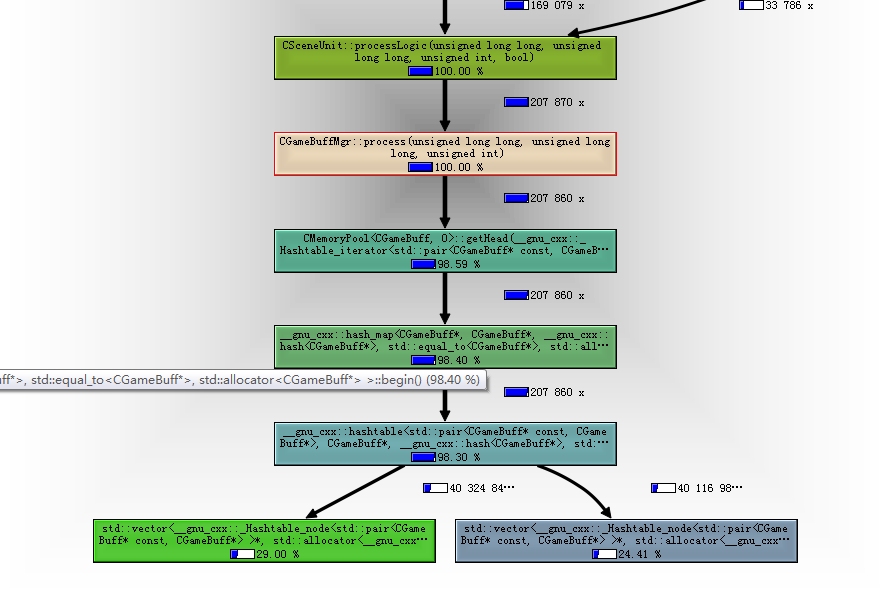 169 079 x
33 786 x
CSceneUnit::processLogic(unsigned long long, unsigned
long long, unsigned int, bool)
100.00 %
207 870 x
CGameBuffMgr::process(unsigned long long, unsigned long
long, unsigned int)
100.00 %
207 860 x
CMemoryPool<CGameBuff, 0>::getHead(__gnu_cxx::_
Hashtable_iterator<std::pair<CGameBuff* const, CGameB···
98.59 %
207 860 x
__gnu_cxx::hash_map<CGameBuff*, CGameBuff*, __gnu_cxx::
hash<CGameBuff*>, std::equal_to<CGameBuff*>, std::all···
98.40 %
uff*>, std::equal_to<CGameBuff*>, std::allocator<CGameBuff*> >::begin() (98.40 %)
207 860 x
__gnu_cxx::hashtable<std::pair<CGameBuff* const, CGame
Buff*>, CGameBuff*, __gnu_cxx::hash<CGameBuff*>, std:···
98.30 %
40 324 84···
40 116 98···
std::vector<__gnu_cxx::_Hashtable_node<std::pair<CGame
Buff* const, CGameBuff*> >*, std::allocator<__gnu_cxx···
29.00 %
std::vector<__gnu_cxx::_Hashtable_node<std::pair<CGame
Buff* const, CGameBuff*> >*, std::allocator<__gnu_cxx···
24.41 %